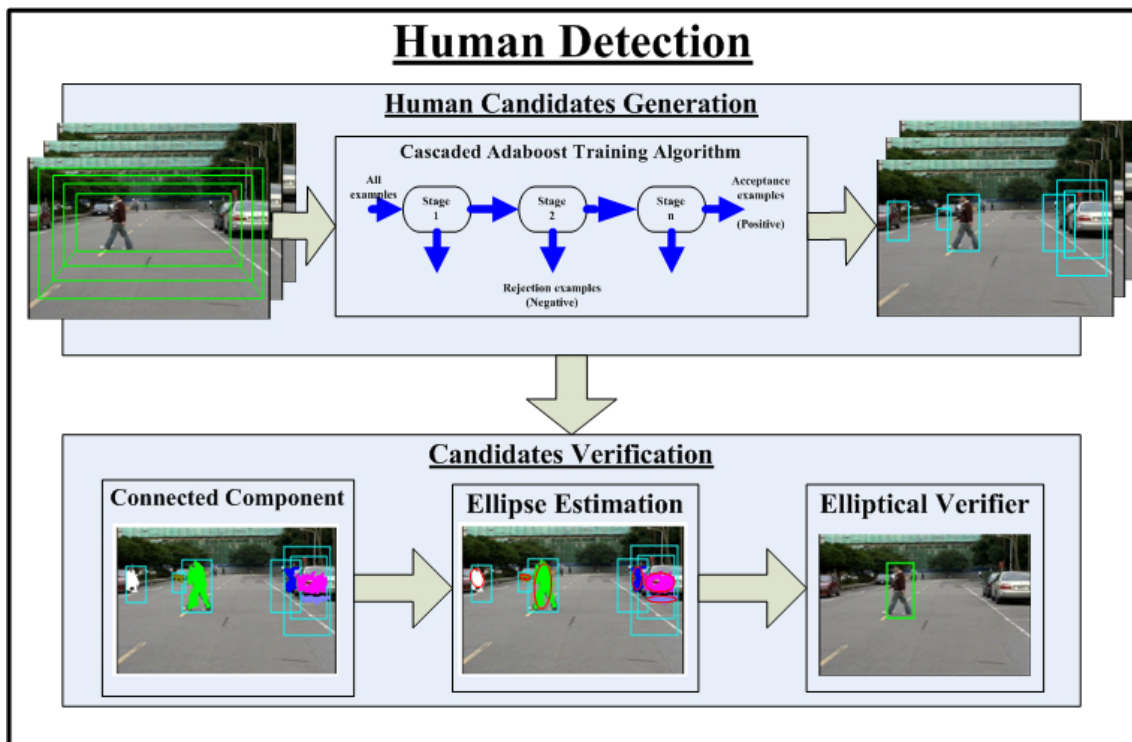 Human Detection
Human Candidates Generation
Cascaded Adaboost Training Algorithm
All
examples
Stage
1
Stage
2
Stage
n
Acceptance
examples
(Positive)
Rejection examples
(Negative)
Candidates Verification
Connected Component
Ellipse Estimation
Elliptical Verifier